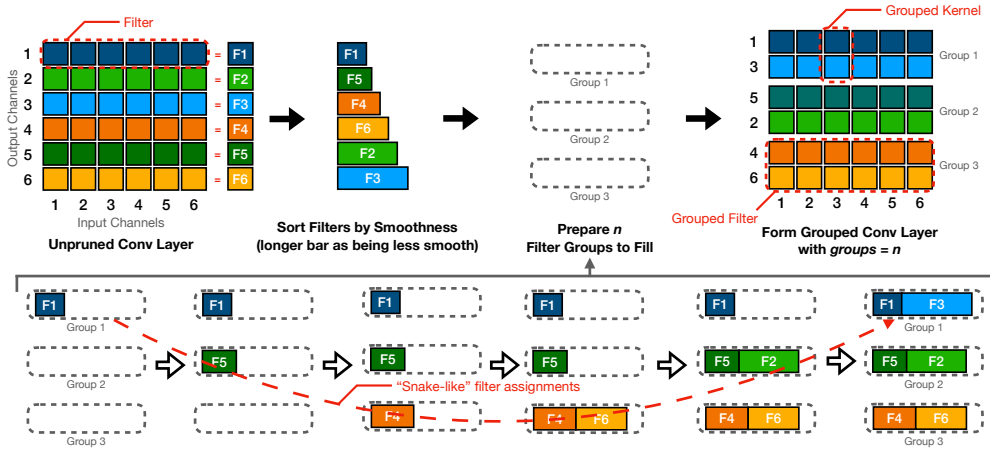 Filter
Output Channels
1 = F1
2 = F2
3 = F3
4 = F4
5 = F5
6 = F6
1 2 3 4 5 6
Input Channels
Unpruned Conv Layer
F1
F5
F4
F6
F2
F3
Sort Filters by Smoothness
(longer bar as being less smooth)
Group 1
Group 2
Group 3
Prepare n
Filter Groups to Fill
Grouped Kernel
1
3
Group 1
5
2
Group 2
4
6
Group 3
Grouped Filter
1 2 3 4 5 6
Form Grouped Conv Layer
with groups = n
F1
Group 1
Group 2
Group 3
F1
F5
F1
F5
F4
"Snake-like" filter assignments
F1
F5
F4 F6
F1
F5 F2
F4 F6
F1 F3
Group 1
F5 F2
Group 2
F4 F6
Group 3